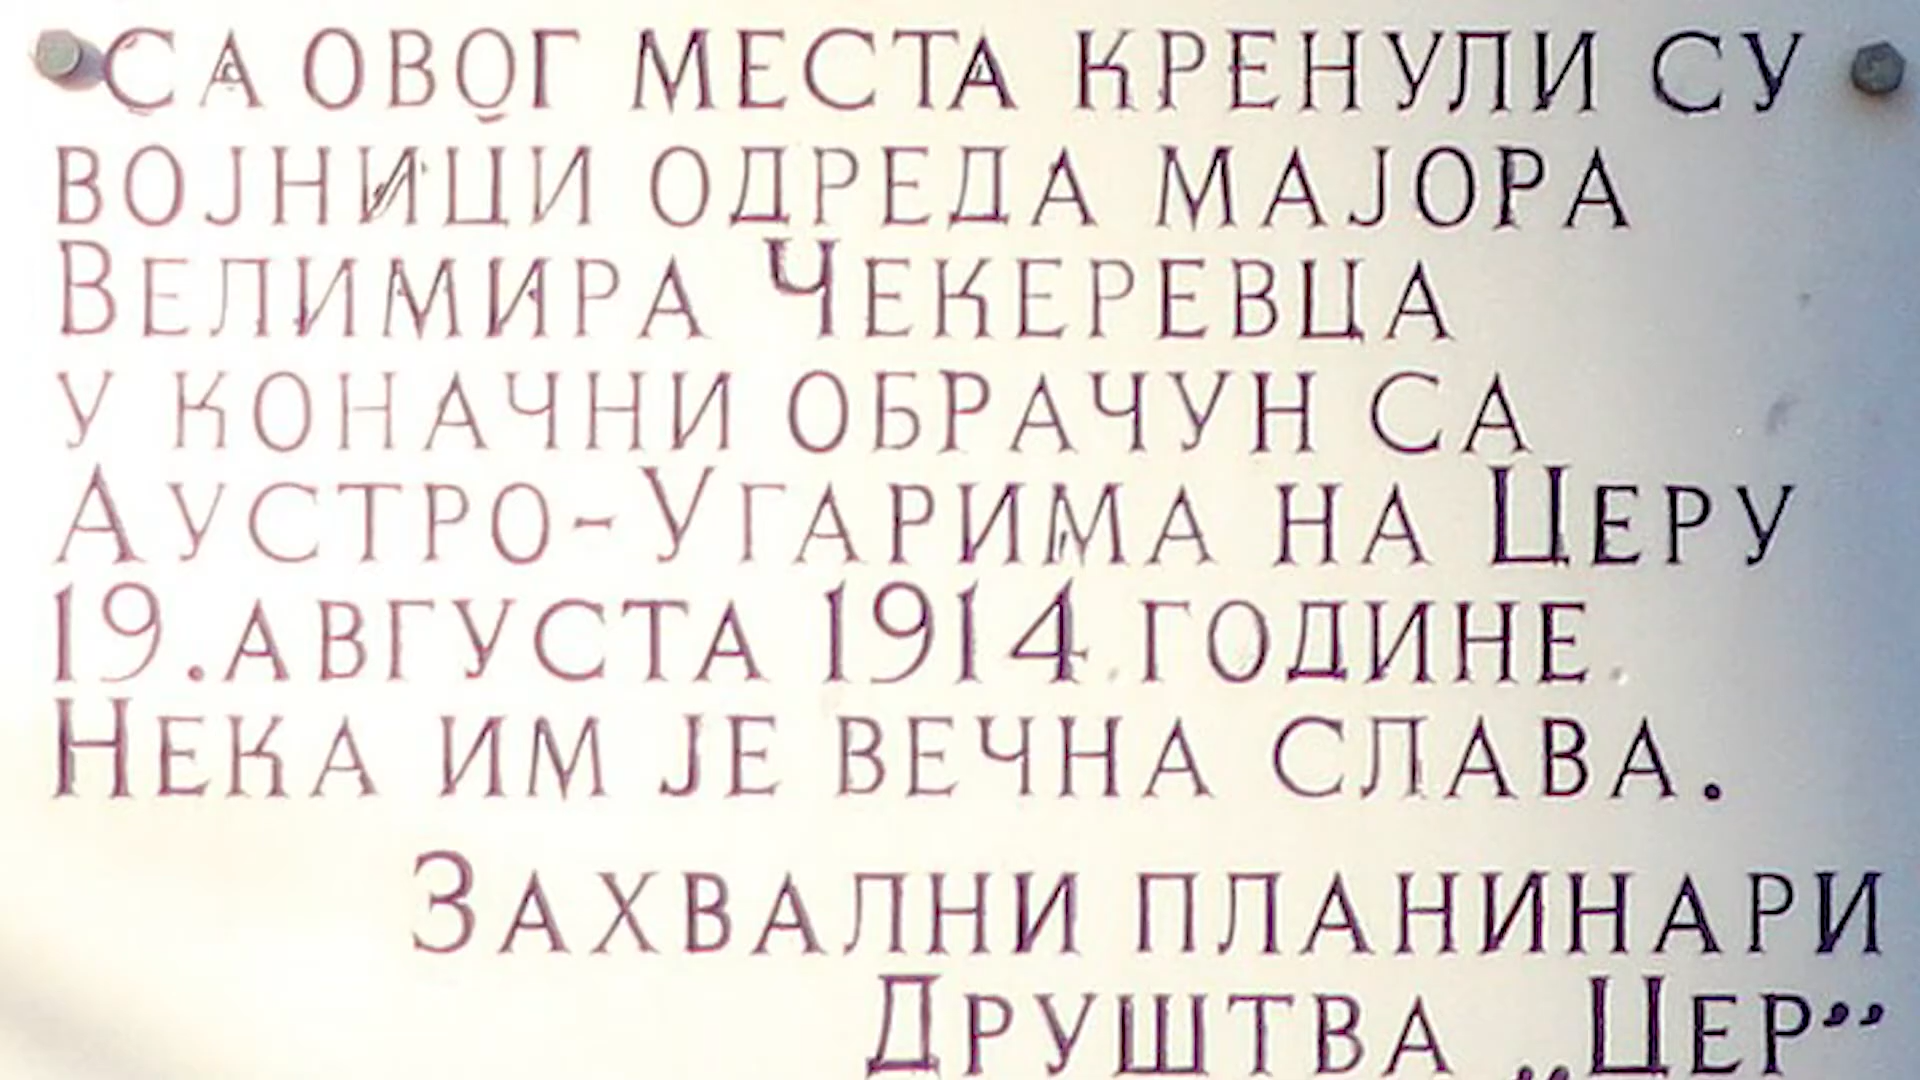 СА ОВОГ МЕСТА КРЕНУЛИ СУ
ВОЈНИЦИ ОДРЕДА МАЈОРА
ВЕЛИМИРА ЧЕКЕРЕВЦА
У КОНАЧНИ ОБРАЧУН СА
АУСТРО-УГАРИМА НА ЦЕРУ
19. АВГУСТА 1914. ГОДИНЕ.
НЕКА ИМ ЈЕ ВЕЧНА СЛАВА.
ЗАХВАЛНИ ПЛАНИНАРИ
ДРУШТВА „ЦЕР”